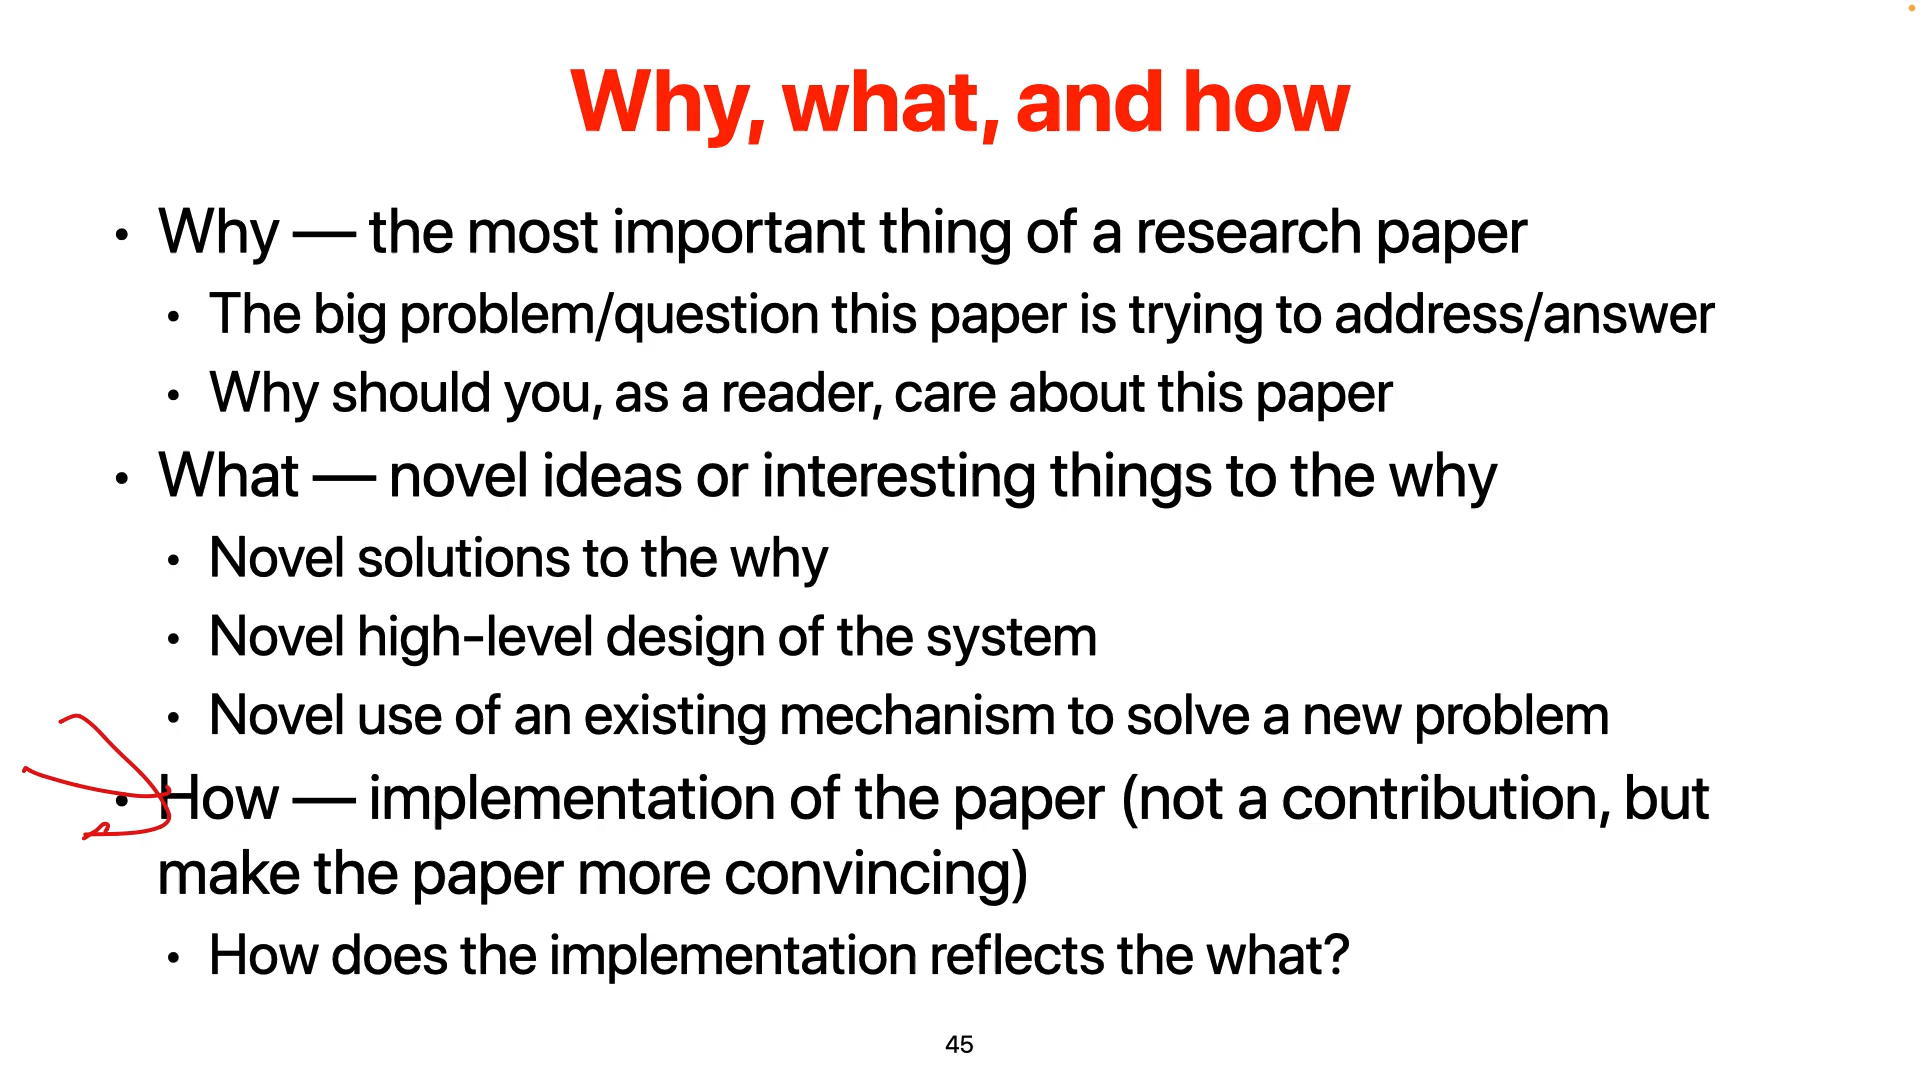 Why, what, and how
• Why — the most important thing of a research paper
• The big problem/question this paper is trying to address/answer
• Why should you, as a reader, care about this paper
• What — novel ideas or interesting things to the why
• Novel solutions to the why
• Novel high-level design of the system
• Novel use of an existing mechanism to solve a new problem
• How — implementation of the paper (not a contribution, but
make the paper more convincing)
• How does the implementation reflects the what?
45